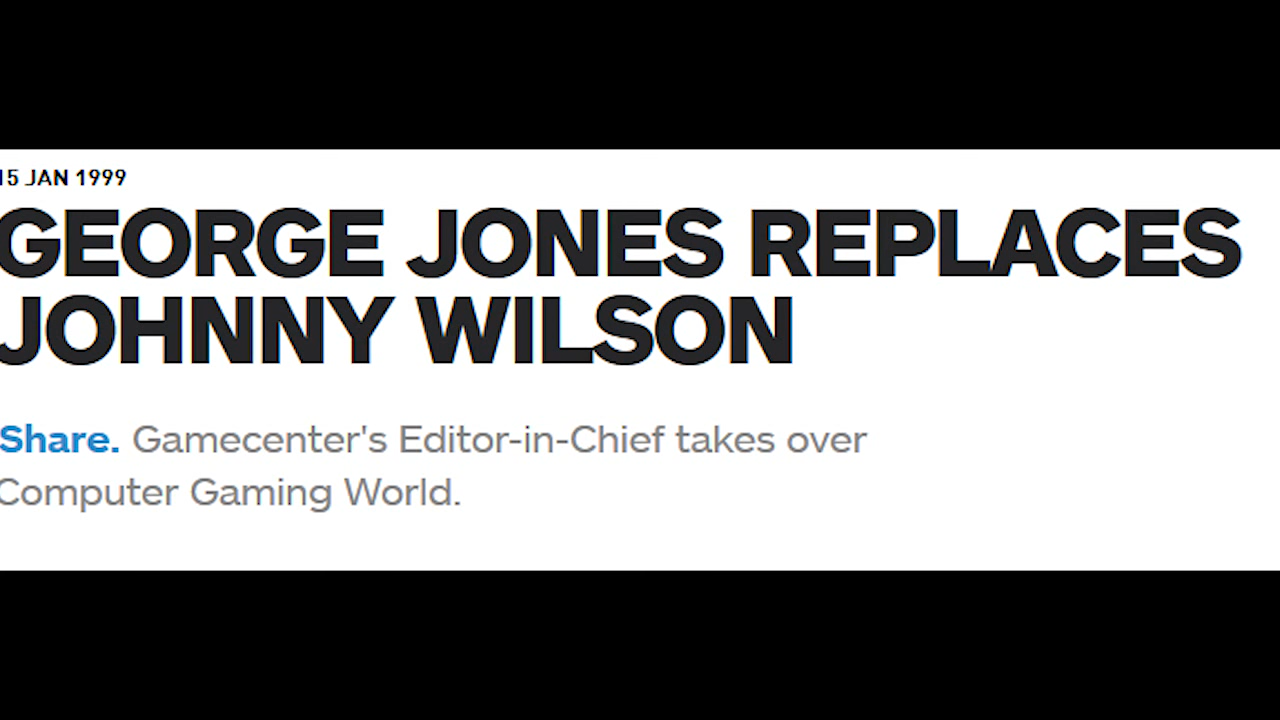 15 JAN 1999
GEORGE JONES REPLACES
JOHNNY WILSON
Share. Gamecenter's Editor-in-Chief takes over
Computer Gaming World.